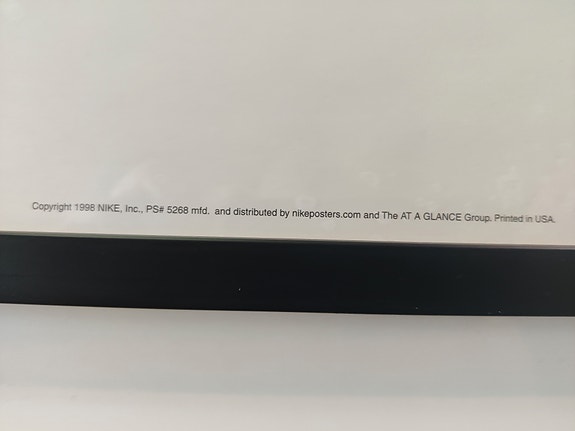 Copyright 1998 NIKE, Inc., PS# 5268 mfd. and distributed by nikeposters.com and The AT A GLANCE Group. Printed in USA.